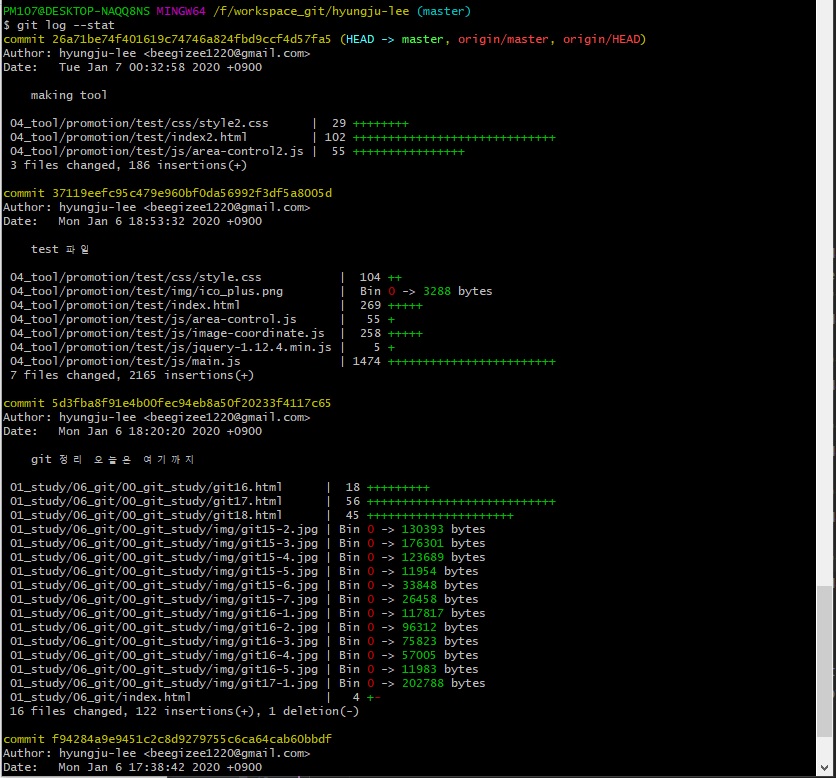 PM107@DESKTOP-NAQQ8NS MINGW64 /f/workspace_git/hyungju-lee (master)
$ git log --stat
commit 26a71be74f401619c74746a824fbd9ccf4d57fa5 (HEAD -> master, origin/master, origin/HEAD)
Author: hyungju-lee <beegizee1220@gmail.com>
Date:   Tue Jan 7 00:32:58 2020 +0900

    making tool

 04_tool/promotion/test/css/style2.css      |  29 ++++++++
 04_tool/promotion/test/index2.html         | 102 +++++++++++++++++++++++++++++
 04_tool/promotion/test/js/area-control2.js |  55 ++++++++++++++++
 3 files changed, 186 insertions(+)

commit 37119eefc95c479e960bf0da56992f3df5a8005d
Author: hyungju-lee <beegizee1220@gmail.com>
Date:   Mon Jan 6 18:53:32 2020 +0900

    test 파일

 04_tool/promotion/test/css/style.css           |  104 ++
 04_tool/promotion/test/img/ico_plus.png        |  Bin 0 -> 3288 bytes
 04_tool/promotion/test/index.html              |  269 +++++
 04_tool/promotion/test/js/area-control.js      |   55 +
 04_tool/promotion/test/js/image-coordinate.js  |  258 +++++
 04_tool/promotion/test/js/jquery-1.12.4.min.js |    5 +
 04_tool/promotion/test/js/main.js              | 1474 ++++++++++++++++++++++++
 7 files changed, 2165 insertions(+)

commit 5d3fba8f91e4b00fec94eb8a50f20233f4117c65
Author: hyungju-lee <beegizee1220@gmail.com>
Date:   Mon Jan 6 18:20:20 2020 +0900

    git 정리 오늘은 여기까지

 01_study/06_git/00_git_study/git16.html      |  18 +++++++++
 01_study/06_git/00_git_study/git17.html      |  56 +++++++++++++++++++++++++++
 01_study/06_git/00_git_study/git18.html      |  45 +++++++++++++++++++++
 01_study/06_git/00_git_study/img/git15-2.jpg | Bin 0 -> 130393 bytes
 01_study/06_git/00_git_study/img/git15-3.jpg | Bin 0 -> 176301 bytes
 01_study/06_git/00_git_study/img/git15-4.jpg | Bin 0 -> 123689 bytes
 01_study/06_git/00_git_study/img/git15-5.jpg | Bin 0 -> 11954 bytes
 01_study/06_git/00_git_study/img/git15-6.jpg | Bin 0 -> 33848 bytes
 01_study/06_git/00_git_study/img/git15-7.jpg | Bin 0 -> 26458 bytes
 01_study/06_git/00_git_study/img/git16-1.jpg | Bin 0 -> 117817 bytes
 01_study/06_git/00_git_study/img/git16-2.jpg | Bin 0 -> 96312 bytes
 01_study/06_git/00_git_study/img/git16-3.jpg | Bin 0 -> 75823 bytes
 01_study/06_git/00_git_study/img/git16-4.jpg | Bin 0 -> 57005 bytes
 01_study/06_git/00_git_study/img/git16-5.jpg | Bin 0 -> 11983 bytes
 01_study/06_git/00_git_study/img/git17-1.jpg | Bin 0 -> 202788 bytes
 01_study/06_git/index.html                   |   4 +-
 16 files changed, 122 insertions(+), 1 deletion(-)

commit f94284a9e9451c2c8d9279755c6ca64cab60bbdf
Author: hyungju-lee <beegizee1220@gmail.com>
Date:   Mon Jan 6 17:38:42 2020 +0900